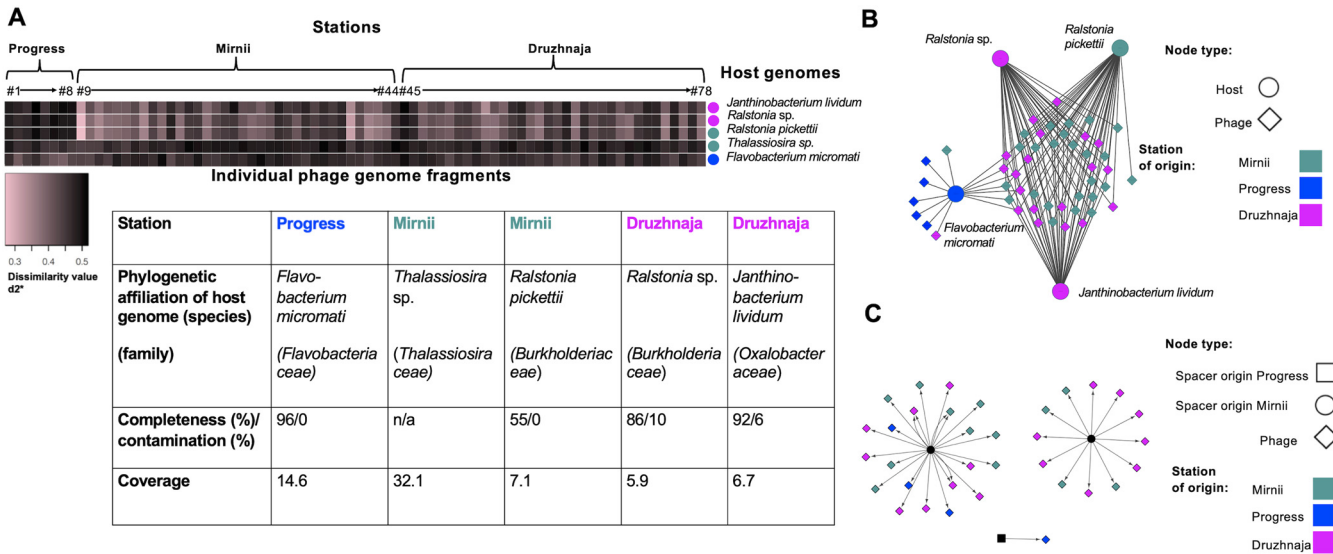 A
Stations
Progress
Mirnii
Druzhnaja
#1
#8
#9
#44
#45
#78
Host genomes
Janthinobacterium lividum
Ralstonia sp.
Ralstonia pickettii
Thalassiosira sp.
Flavobacterium micromati
Individual phage genome fragments
0.3
0.4
0.5
Dissimilarity value
d2*
Station
Progress
Mirnii
Mirnii
Druzhnaja
Druzhnaja
Phylogenetic
affiliation of host
genome (species)
Flavo-
bacterium
micromati
Thalassiosira
sp.
Ralstonia
pickettii
Ralstonia sp.
Janthino-
bacterium
lividum
(family)
(Flavobacteria
ceae)
(Thalassiosira
ceae)
(Burkholderiac
eae)
(Burkholderia
ceae)
(Oxalobacter
aceae)
Completeness (%)/
contamination (%)
96/0
n/a
55/0
86/10
92/6
Coverage
14.6
32.1
7.1
5.9
6.7
B
Ralstonia sp.
Ralstonia
pickettii
Flavobacterium
micromati
Janthinobacterium lividum
Node type:
Host
Phage
Station
of origin:
Mirnii
Progress
Druzhnaja
C
Node type:
Spacer origin Progress
Spacer origin Mirnii
Phage
Station
of origin:
Mirnii
Progress
Druzhnaja